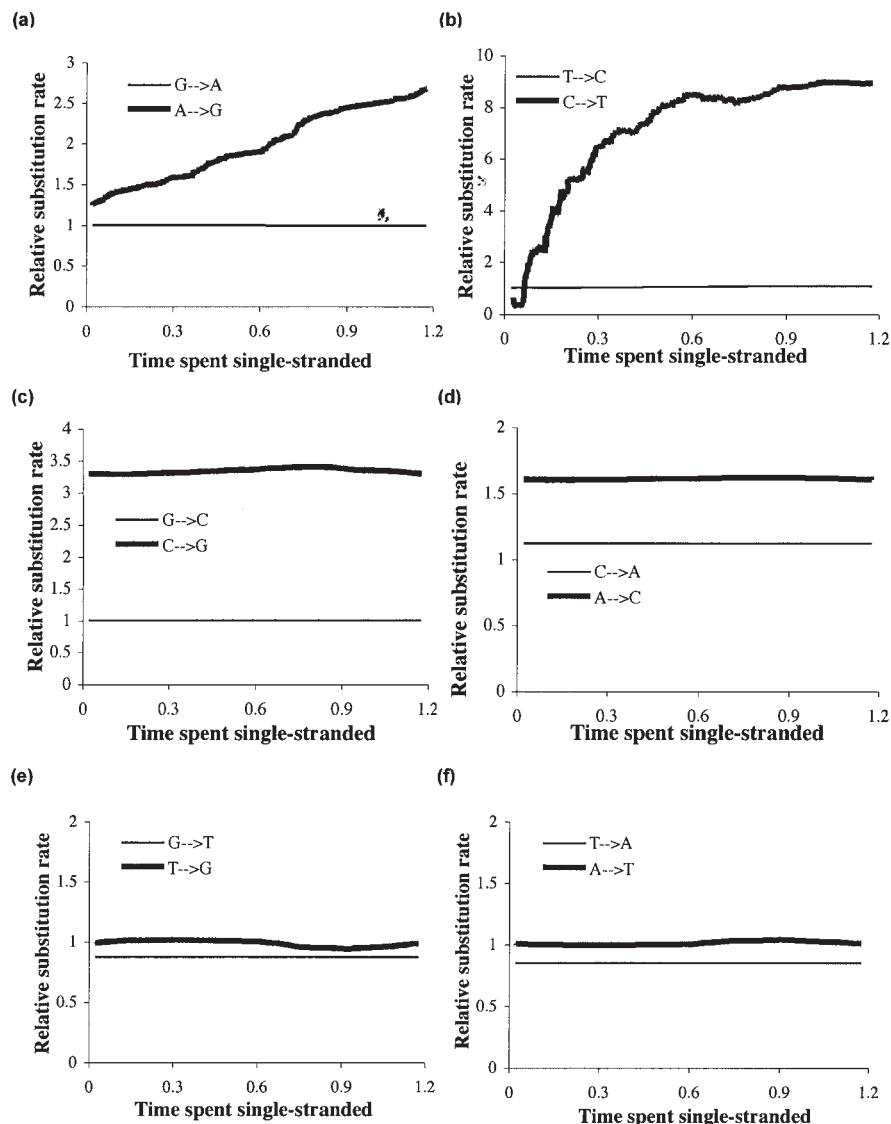 (a)
Relative substitution rate
3
2.5
2
1.5
1
0.5
0
G-->A
A-->G
0 0.3 0.6 0.9 1.2
Time spent single-stranded
(b)
Relative substitution rate
10
8
6
4
2
0
T-->C
C-->T
0 0.3 0.6 0.9 1.2
Time spent single-stranded
(c)
Relative substitution rate
4
3.5
3
2.5
2
1.5
1
0.5
0
G-->C
C-->G
0 0.3 0.6 0.9 1.2
Time spent single-stranded
(d)
Relative substitution rate
2
1.5
1
0.5
0
C-->A
A-->C
0 0.3 0.6 0.9 1.2
Time spent single-stranded
(e)
Relative substitution rate
2
1.5
1
0.5
0
G-->T
T-->G
0 0.3 0.6 0.9 1.2
Time spent single-stranded
(f)
Relative substitution rate
2
1.5
1
0.5
0
T-->A
A-->T
0 0.3 0.6 0.9 1.2
Time spent single-stranded